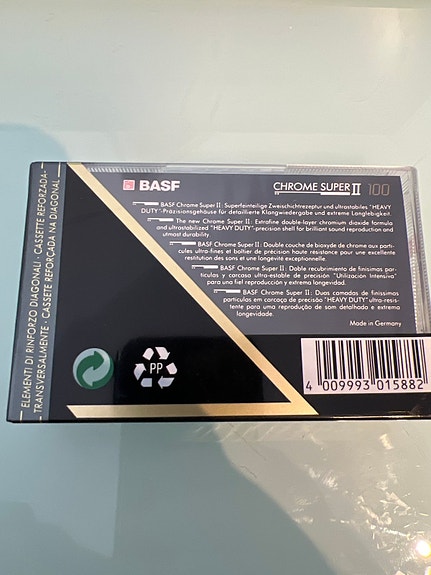 BASF
CHROME SUPER II 100
BASF Chrome Super II: Superfeinteilige Zweischichtrezeptur und ultrastabiles "HEAVY
DUTY"-Präzisionsgehäuse für detaillierte Klangwiedergabe und extreme Langlebigkeit.
The new Chrome Super II: Extrafine double-layer chromium dioxide formula
and ultrastabilized "HEAVY DUTY"-precision shell for brilliant sound reproduction and
utmost durability.
BASF Chrome Super II: Double couche de bioxyde de chrome aux parti-
cules ultra-fines et boîtier de précision haute résistance pour une excellente
restitution des sons et une longévité exceptionnelle.
BASF Chrome Super II: Doble recubrimiento de finísimas par-
tículas y carcasa ultra-estable de precisión "Utilización Intensiva"
para una fiel reproducción y extrema longevidad.
BASF Chrome Super II: Duas camadas de finíssimas
partículas em carcaça de precisão "HEAVY DUTY" ultra-resis-
tente para uma reprodução de som detalhada e extrema
longevidade.
Made in Germany
ELEMENTI DI RINFORZO DIAGONALI · CASSETTE REFORZADA-
TRANSVERSALMENTE · CASSETE REFORÇADA NA DIAGONAL
PP
4 009993 015882